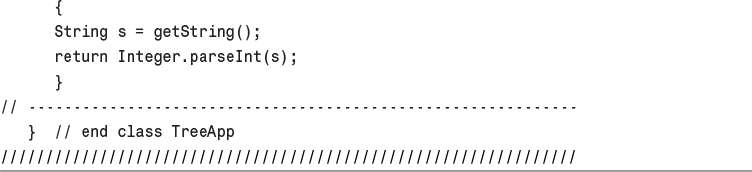 {
String s = getString();
return Integer.parseInt(s);
}
// -------------------------------------------------------------
} // end class TreeApp
////////////////////////////////////////////////////////////////